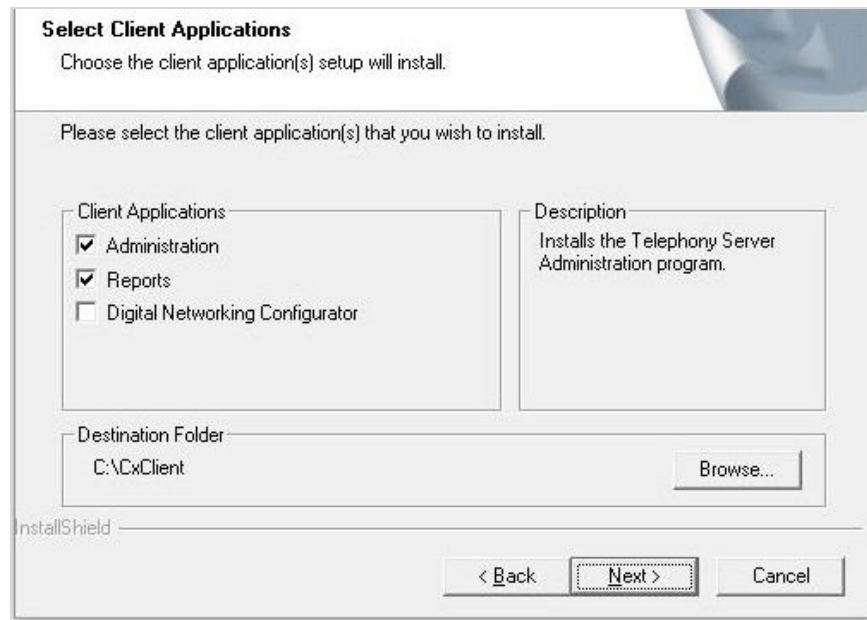 Select Client Applications
Choose the client application(s) setup will install.
Please select the client application(s) that you wish to install.
Client Applications
Administration
Reports
Digital Networking Configurator
Description
Installs the Telephony Server
Administration program.
Destination Folder
C:\CxClient
Browse...
InstallShield
< Back
Next >
Cancel